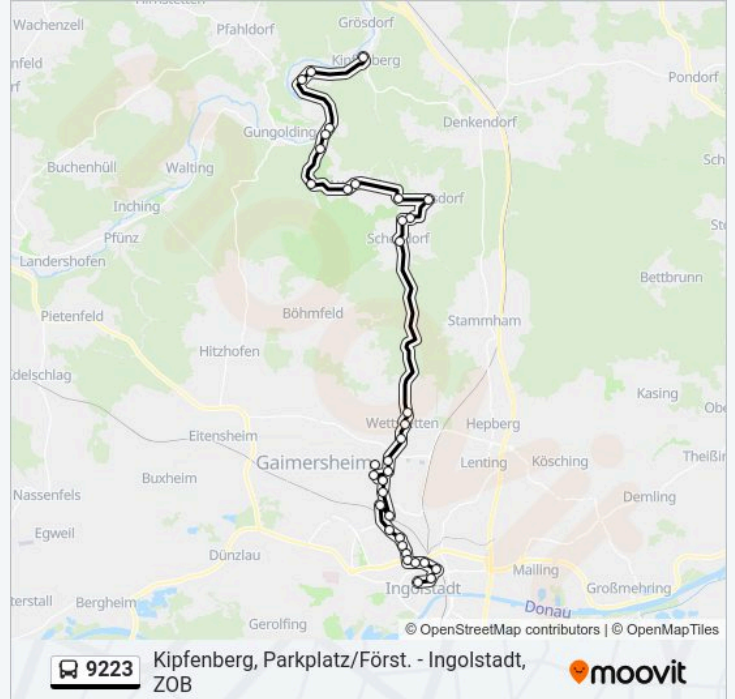 Wachenzell
Pfahldorf
Grösdorf
Pondorf
Denkendorf
Gungolding
Buchenhüll
Walting
Inching
Pfünz
Landershofen
Bettbrunn
Pietenfeld
Böhmfeld
Stammham
Hitzhofen
Kasing
Eitensheim
Hepberg
Gaimersheim
Lenting
Kösching
Buxheim
Nassenfels
Demling
Egweil
Dünzlau
Mailing
Großmehring
Ingolstadt
Bergheim
Donau
Gerolfing
© OpenStreetMap contributors | © OpenMapTiles
9223
Kipfenberg, Parkplatz/Först. - Ingolstadt,
ZOB
moovit